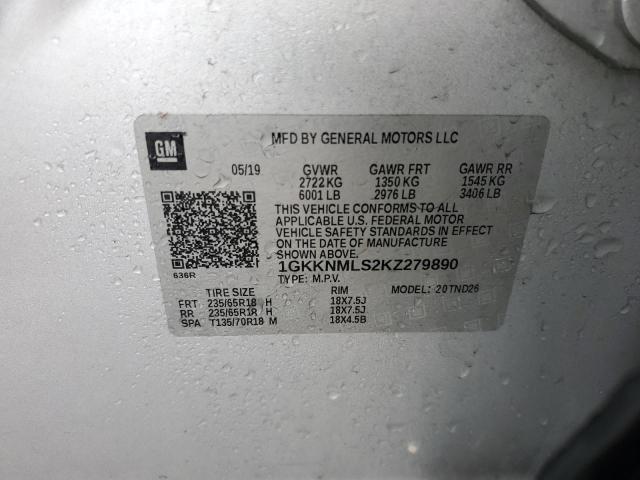 GM
MFD BY GENERAL MOTORS LLC
05/19 GVWR GAWR FRT GAWR RR
2722 KG 1350 KG 1545 KG
6001 LB 2976 LB 3406 LB
THIS VEHICLE CONFORMS TO ALL
APPLICABLE U.S. FEDERAL MOTOR
VEHICLE SAFETY STANDARDS IN EFFECT
ON THE DATE OF MANUFACTURE
SHOWN ABOVE.
636R 1GKKNMLS2KZ279890
TYPE: M.P.V.
TIRE SIZE RIM MODEL: 20TND26
FRT 235/65R18 H 18X7.5J
RR 235/65R18 H 18X7.5J
SPA T135/70R18 M 18X4.5B